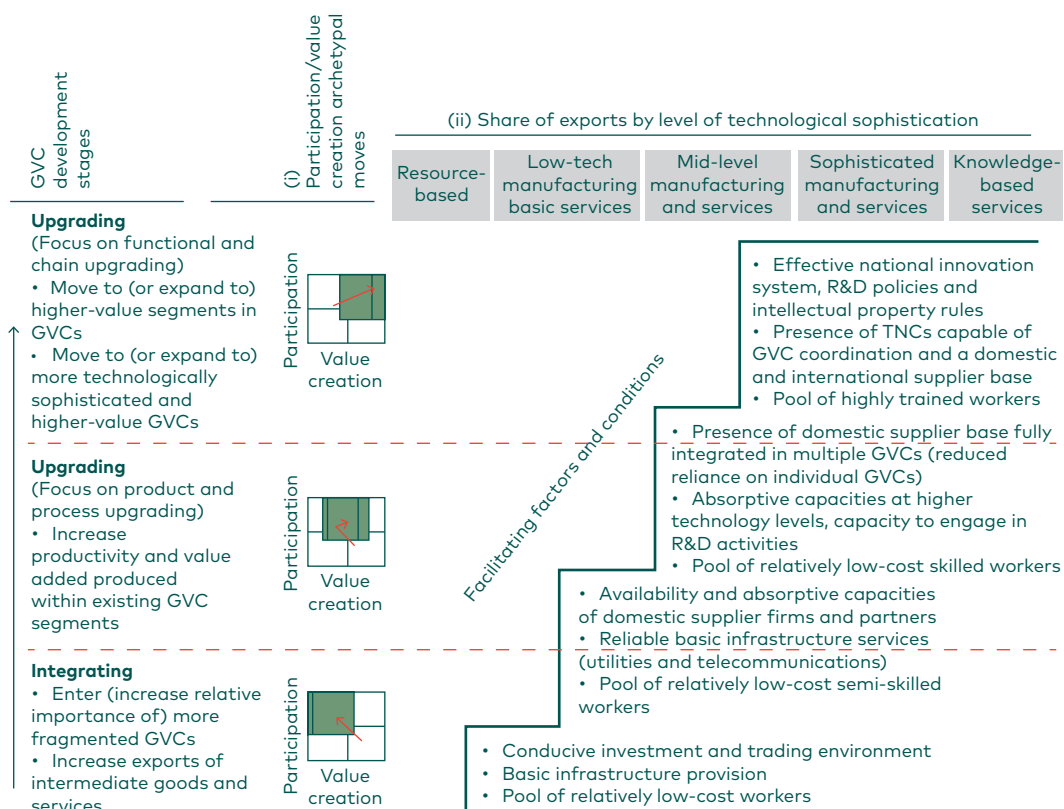 GVC
development
stages
(i)
Participation/value
creation archetypal
moves
(ii) Share of exports by level of technological sophistication
Resource-
based
Low-tech
manufacturing
basic services
Mid-level
manufacturing
and services
Sophisticated
manufacturing
and services
Knowledge-
based
services
Upgrading
(Focus on functional and
chain upgrading)
• Move to (or expand to)
higher-value segments in
GVCs
• Move to (or expand to)
more technologically
sophisticated and
higher-value GVCs
Participation
Value
creation
Upgrading
(Focus on product and
process upgrading)
• Increase
productivity and value
added produced
within existing GVC
segments
Participation
Value
creation
Integrating
• Enter (increase relative
importance of) more
fragmented GVCs
• Increase exports of
intermediate goods and
services
Participation
Value
creation
Facilitating factors and conditions
• Effective national innovation
system, R&D policies and
intellectual property rules
• Presence of TNCs capable of
GVC coordination and a domestic
and international supplier base
• Pool of highly trained workers
• Presence of domestic supplier base fully
integrated in multiple GVCs (reduced
reliance on individual GVCs)
• Absorptive capacities at higher
technology levels, capacity to engage in
R&D activities
• Pool of relatively low-cost skilled workers
• Availability and absorptive capacities
of domestic supplier firms and partners
• Reliable basic infrastructure services
(utilities and telecommunications)
• Pool of relatively low-cost semi-skilled
workers
• Conducive investment and trading environment
• Basic infrastructure provision
• Pool of relatively low-cost workers